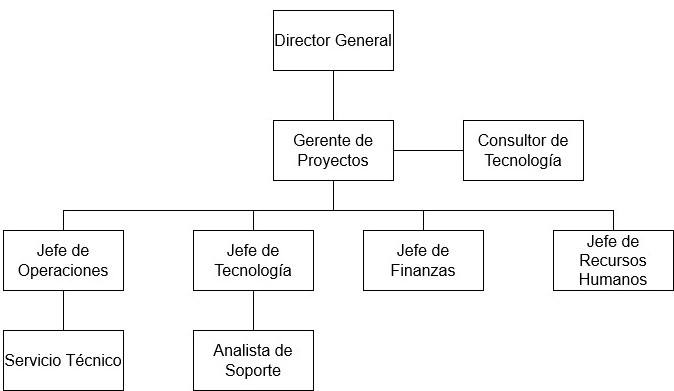 Director General
Gerente de
Proyectos
Consultor de
Tecnología
Jefe de
Operaciones
Jefe de
Tecnología
Jefe de
Finanzas
Jefe de
Recursos
Humanos
Servicio Técnico
Analista de
Soporte